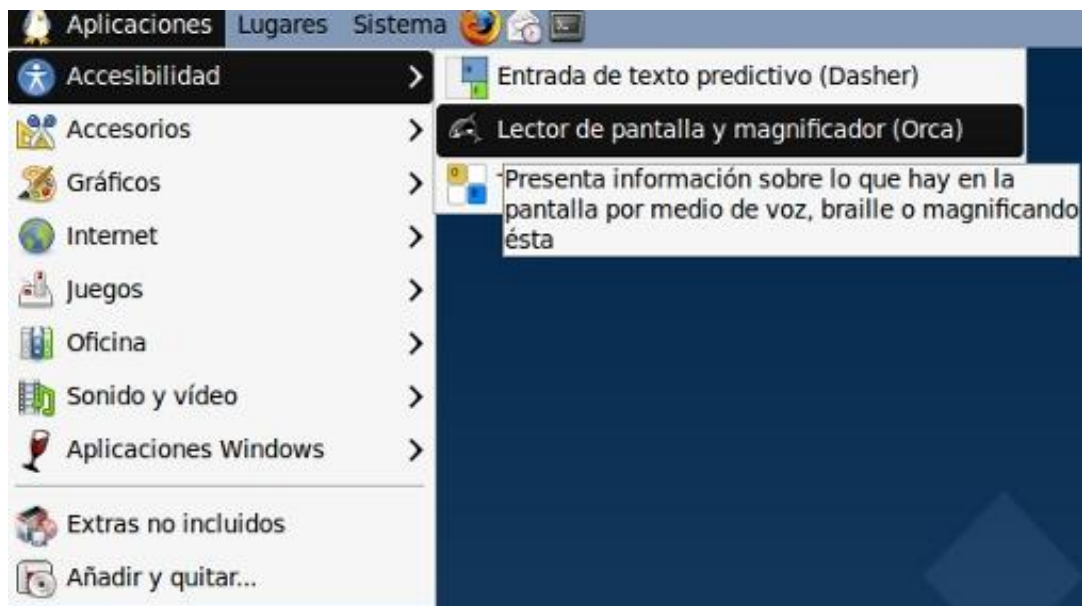 Aplicaciones Lugares Sistema
Accesibilidad
Entrada de texto predictivo (Dasher)
Accesorios
Lector de pantalla y magnificador (Orca)
Gráficos
Presenta información sobre lo que hay en la
pantalla por medio de voz, braille o magnificando
ésta
Internet
Juegos
Oficina
Sonido y vídeo
Aplicaciones Windows
Extras no incluidos
Añadir y quitar...